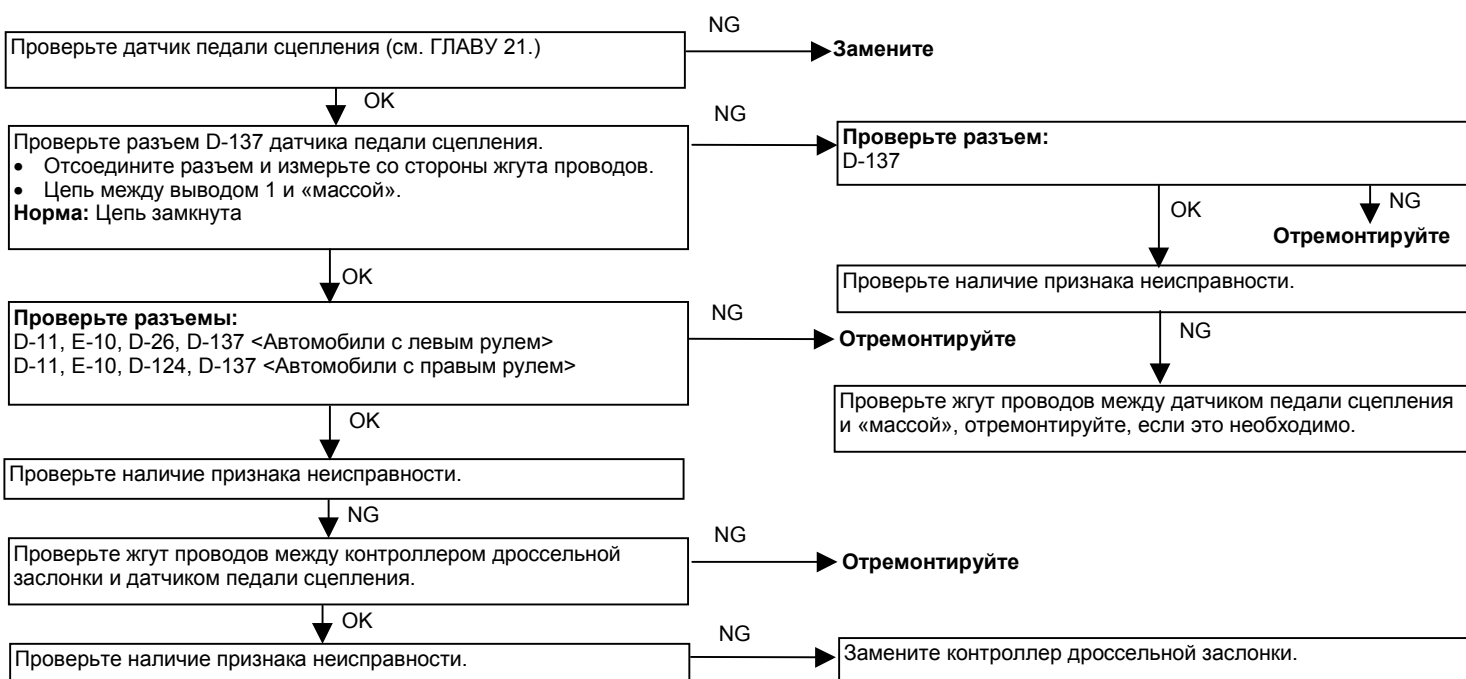 Проверьте датчик педали сцепления (см. ГЛАВУ 21.)
NG
Замените
OK
Проверьте разъем D-137 датчика педали сцепления.
• Отсоедините разъем и измерьте со стороны жгута проводов.
• Цепь между выводом 1 и «массой».
Норма: Цепь замкнута
NG
Проверьте разъем:
D-137
OK
NG
Отремонтируйте
Проверьте наличие признака неисправности.
NG
Проверьте жгут проводов между датчиком педали сцепления
и «массой», отремонтируйте, если это необходимо.
OK
Проверьте разъемы:
D-11, E-10, D-26, D-137 <Автомобили с левым рулем>
D-11, E-10, D-124, D-137 <Автомобили с правым рулем>
NG
Отремонтируйте
OK
Проверьте наличие признака неисправности.
NG
Проверьте жгут проводов между контроллером дроссельной
заслонки и датчиком педали сцепления.
NG
Отремонтируйте
OK
Проверьте наличие признака неисправности.
NG
Замените контроллер дроссельной заслонки.